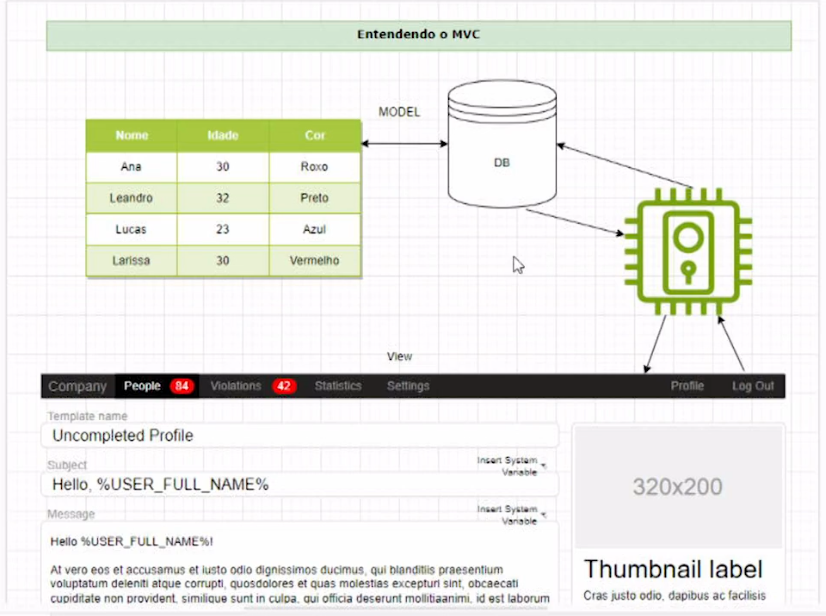 Entendendo o MVC
MODEL
Nome Idade Cor
Ana 30 Roxo
Leandro 32 Preto
Lucas 23 Azul
Larissa 30 Vermelho
DB
View
Company People 84 Violations 42 Statistics Settings Profile Log Out
Template name
Uncompleted Profile
Subject
Insert System
Variable
Hello, %USER_FULL_NAME%
Message
Insert System
Variable
Hello %USER_FULL_NAME%!
At vero eos et accusamus et iusto odio dignissimos ducimus, qui blanditiis praesentium
voluptatum deleniti atque corrupti, quosdolores et quas molestias excepturi sint, obcaecati
cupiditate non provident, similique sunt in culpa, qui officia deserunt mollitiaanimi, id est laborum
320x200
Thumbnail label
Cras justo odio, dapibus ac facilisis